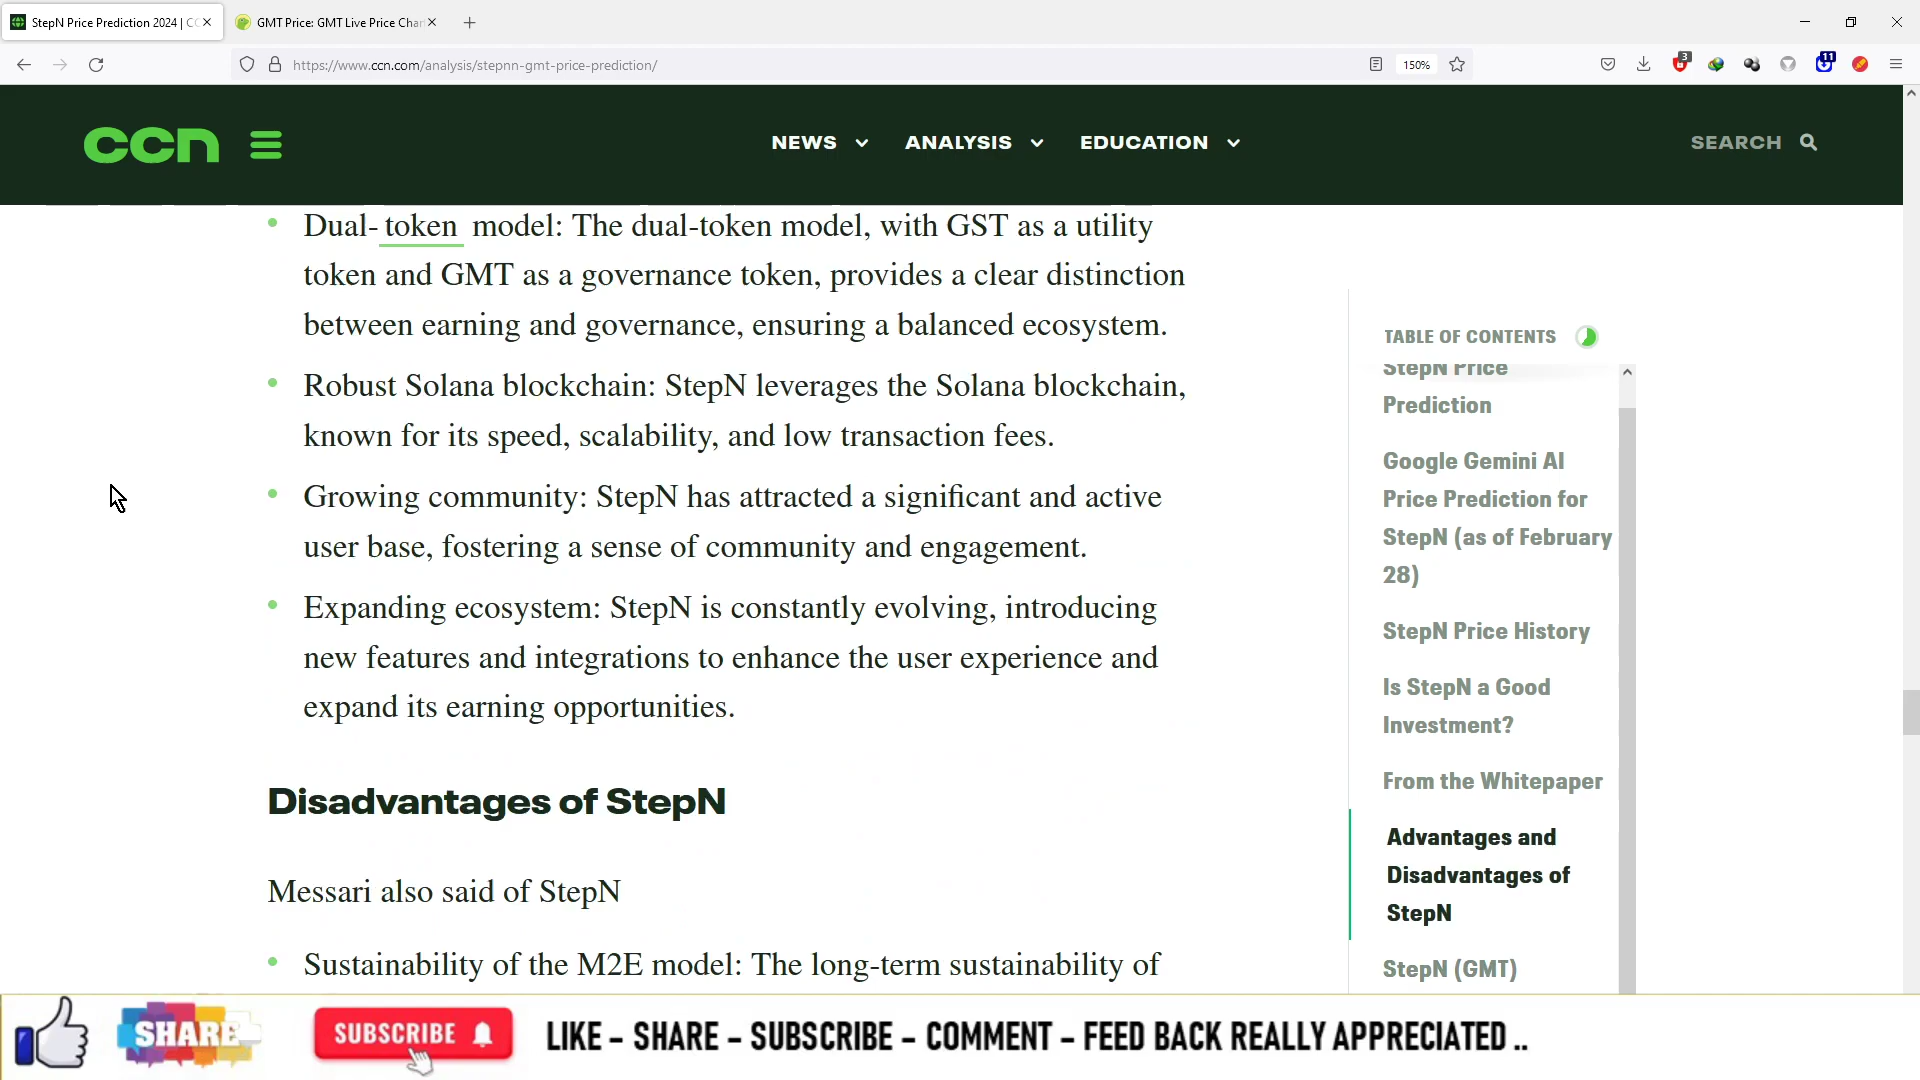 StepN Price Prediction 2024 | CC
GMT Price: GMT Live Price Char
https://www.ccn.com/analysis/stepnn-gmt-price-prediction/
150%
3
11
ccn
NEWS
ANALYSIS
EDUCATION
SEARCH
Dual- token model: The dual-token model, with GST as a utility
token and GMT as a governance token, provides a clear distinction
between earning and governance, ensuring a balanced ecosystem.
Robust Solana blockchain: StepN leverages the Solana blockchain,
known for its speed, scalability, and low transaction fees.
Growing community: StepN has attracted a significant and active
user base, fostering a sense of community and engagement.
Expanding ecosystem: StepN is constantly evolving, introducing
new features and integrations to enhance the user experience and
expand its earning opportunities.
Disadvantages of StepN
Messari also said of StepN
Sustainability of the M2E model: The long-term sustainability of
TABLE OF CONTENTS
StepN Price
Prediction
Google Gemini AI
Price Prediction for
StepN (as of February
28)
StepN Price History
Is StepN a Good
Investment?
From the Whitepaper
Advantages and
Disadvantages of
StepN
StepN (GMT)
SHARE
SUBSCRIBE
LIKE - SHARE - SUBSCRIBE - COMMENT - FEED BACK REALLY APPRECIATED ..